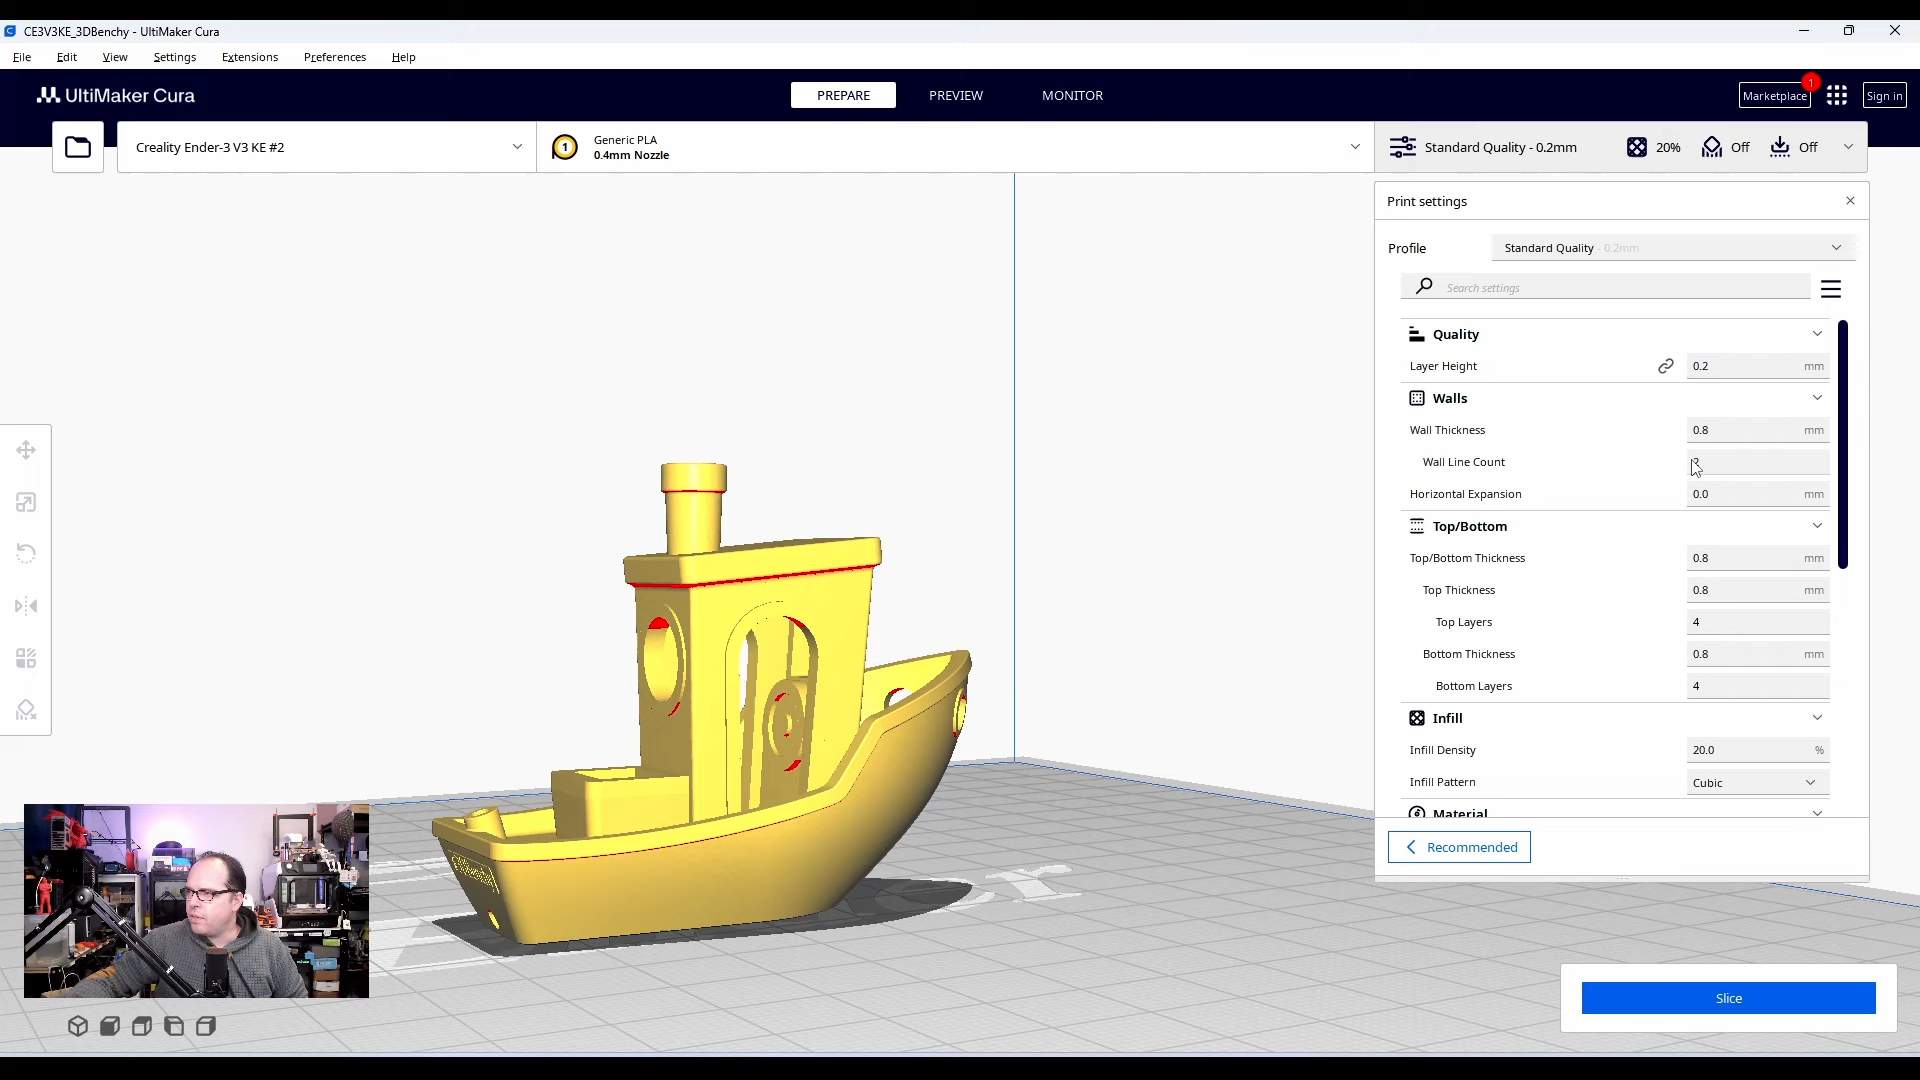 CE3V3KE_3DBenchy - UltiMaker Cura
File Edit View Settings Extensions Preferences Help
UltiMaker Cura
PREPARE PREVIEW MONITOR
Marketplace 1 Sign in
Creality Ender-3 V3 KE #2
1 Generic PLA
0.4mm Nozzle
Standard Quality - 0.2mm 20% Off Off
Print settings
Profile Standard Quality - 0.2mm
Search settings
Quality
Layer Height 0.2 mm
Walls
Wall Thickness 0.8 mm
Wall Line Count
Horizontal Expansion 0.0 mm
Top/Bottom
Top/Bottom Thickness 0.8 mm
Top Thickness 0.8 mm
Top Layers 4
Bottom Thickness 0.8 mm
Bottom Layers 4
Infill
Infill Density 20.0 %
Infill Pattern Cubic
Material
Recommended
Slice